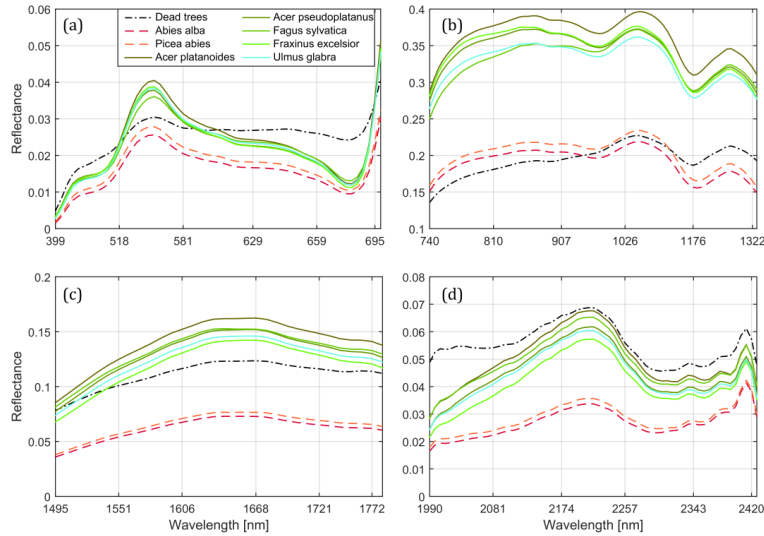 (a)
Dead trees
Abies alba
Picea abies
Acer platanoides
Acer pseudoplatanus
Fagus sylvatica
Fraxinus excelsior
Ulmus glabra
Reflectance
0.06
0.05
0.04
0.03
0.02
0.01
0
399 518 581 629 659 695
(b)
0.4
0.35
0.3
0.25
0.2
0.15
0.1
740 810 907 1026 1176 1322
(c)
Reflectance
0.2
0.15
0.1
0.05
0
1495 1551 1606 1668 1721 1772
Wavelength [nm]
(d)
0.08
0.07
0.06
0.05
0.04
0.03
0.02
0.01
0
1990 2081 2174 2257 2343 2420
Wavelength [nm]